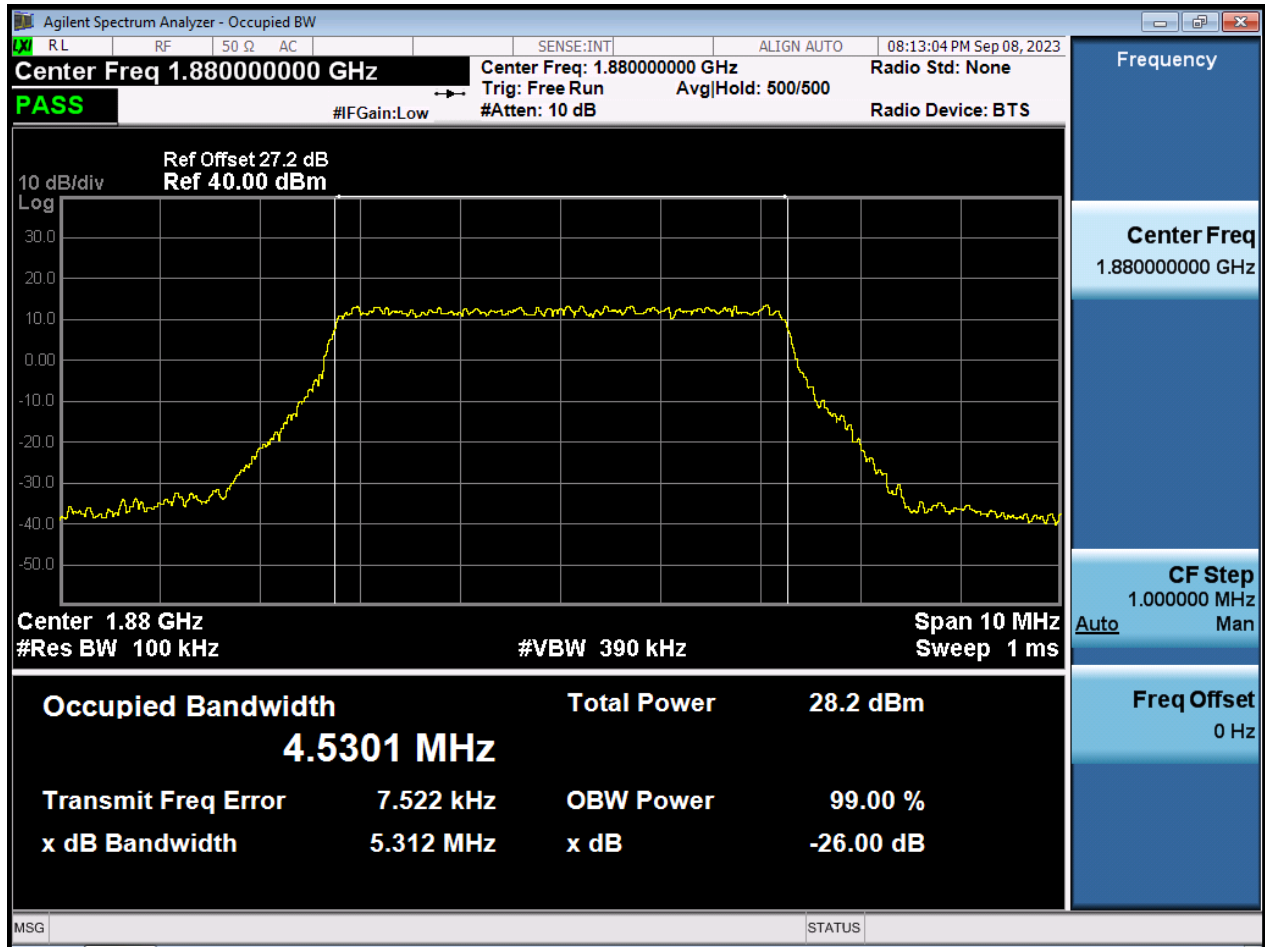 Agilent Spectrum Analyzer - Occupied BW
LXI RL RF 50 Ω AC SENSE:INT ALIGN AUTO 08:13:04 PM Sep 08, 2023
Center Freq 1.880000000 GHz
Center Freq: 1.880000000 GHz Radio Std: None
Trig: Free Run Avg|Hold: 500/500
PASS
#IFGain:Low #Atten: 10 dB Radio Device: BTS
Ref Offset 27.2 dB
10 dB/div Ref 40.00 dBm
Log
30.0
20.0
10.0
0.00
-10.0
-20.0
-30.0
-40.0
-50.0
Center 1.88 GHz Span 10 MHz
#Res BW 100 kHz #VBW 390 kHz Sweep 1 ms
Occupied Bandwidth Total Power 28.2 dBm
4.5301 MHz
Transmit Freq Error 7.522 kHz OBW Power 99.00 %
x dB Bandwidth 5.312 MHz x dB -26.00 dB
Frequency
Center Freq
1.880000000 GHz
CF Step
1.000000 MHz
Auto Man
Freq Offset
0 Hz
MSG STATUS